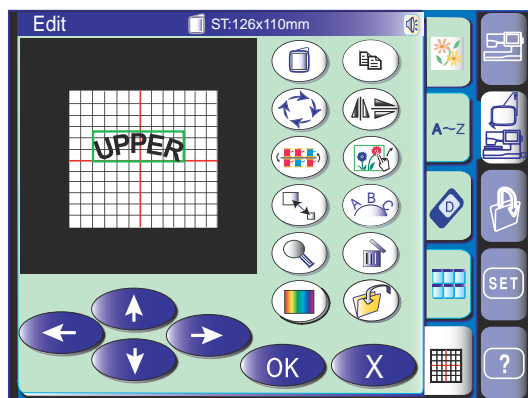 Edit
ST:126x110mm
UPPER
A B C
A~Z
D
SET
?
OK
X